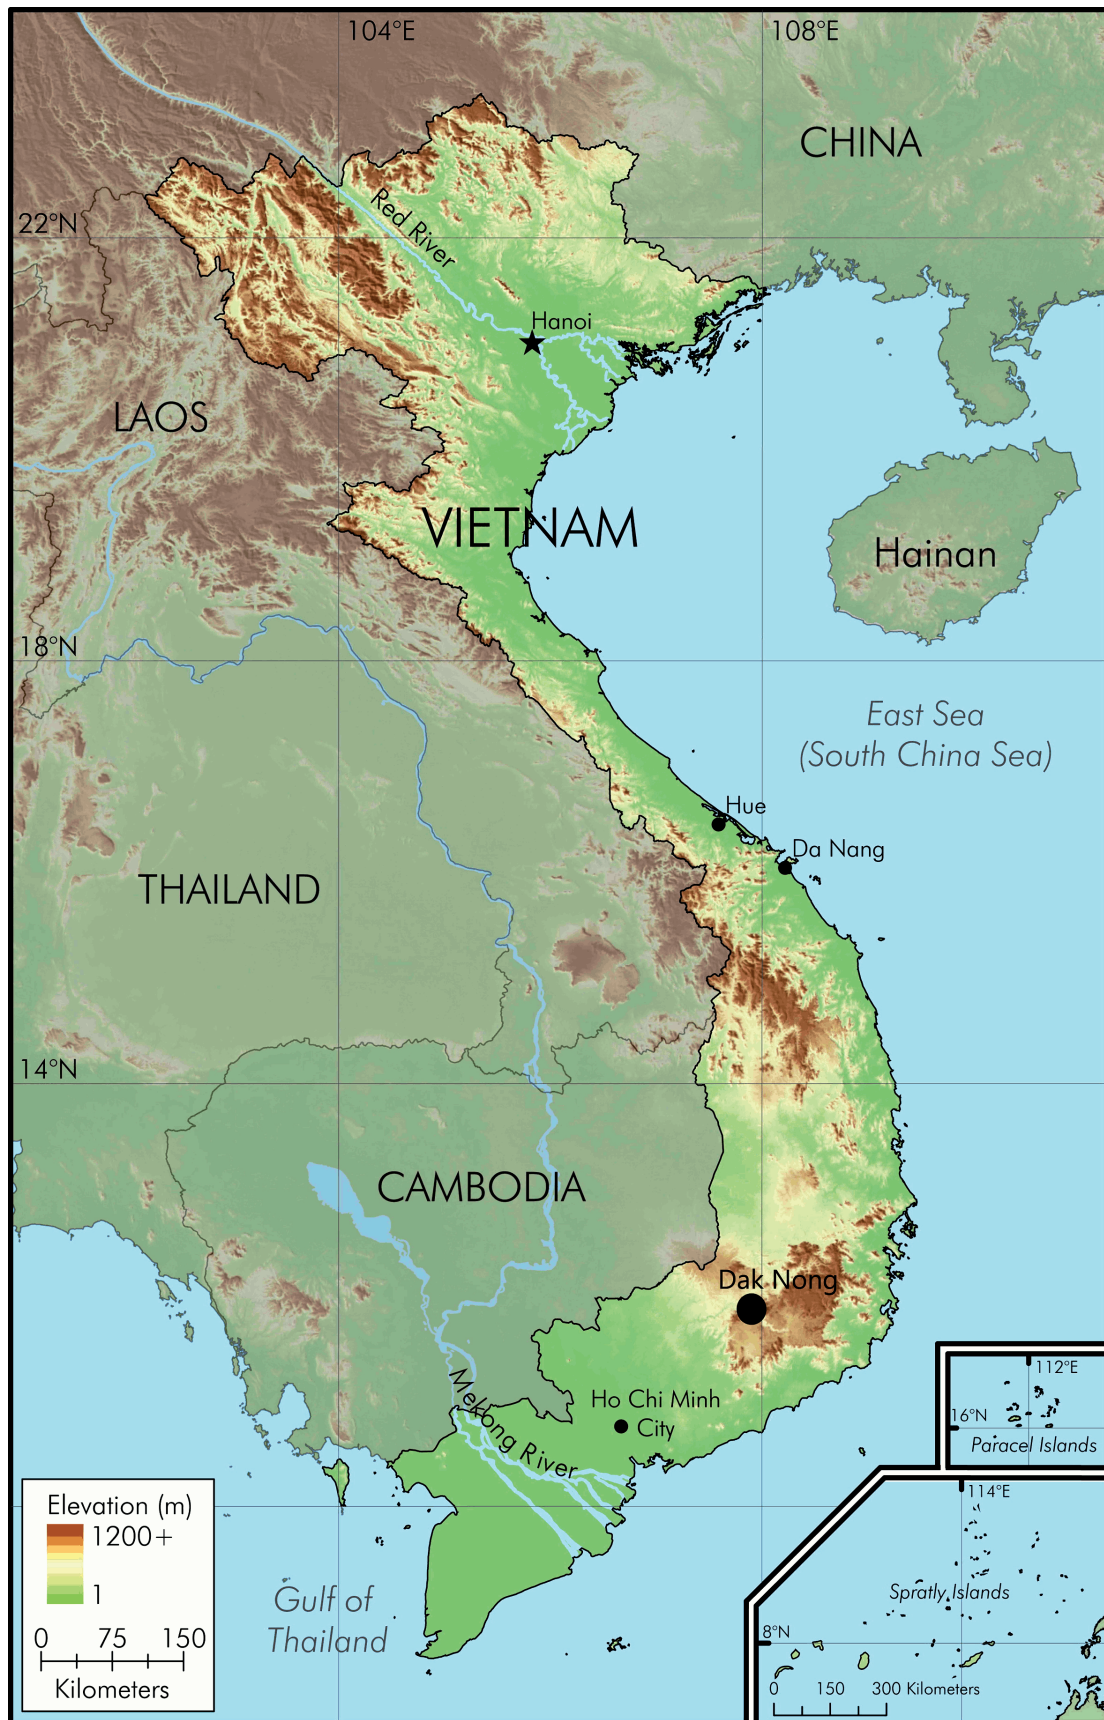 104°E
108°E
CHINA
22°N
Red River
Hanoi
LAOS
VIETNAM
Hainan
18°N
East Sea
(South China Sea)
Hue
Da Nang
THAILAND
14°N
CAMBODIA
Dak Nong
Mekong River
Ho Chi Minh
City
112°E
16°N
Paracel Islands
114°E
Spratly Islands
8°N
0 150 300 Kilometers
Gulf of
Thailand
Elevation (m)
1200+
1
0 75 150
Kilometers